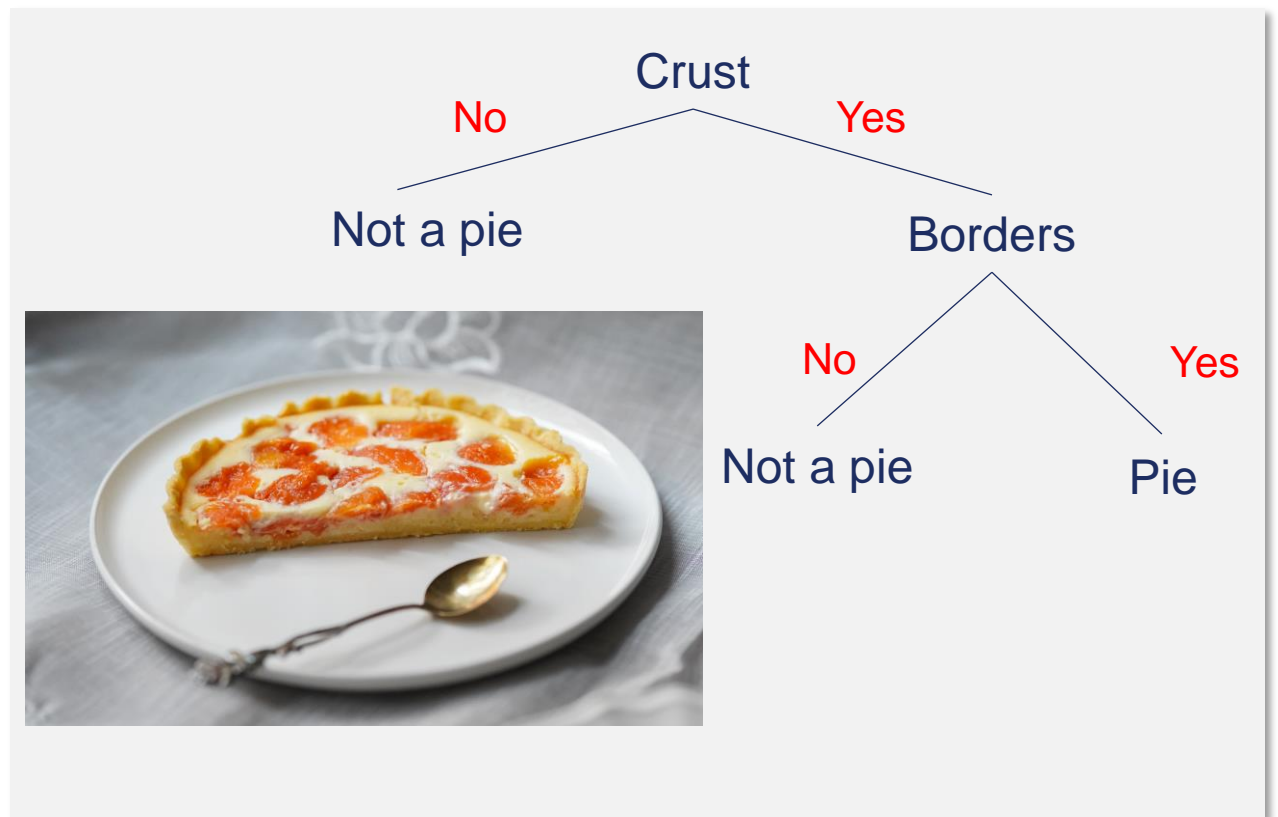 Crust
No
Yes
Not a pie
Borders
No
Yes
Not a pie
Pie